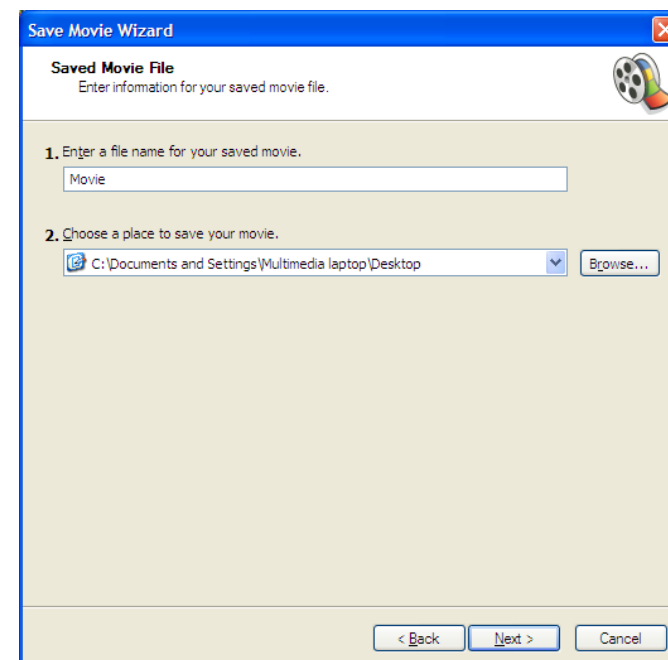 Save Movie Wizard
Saved Movie File
Enter information for your saved movie file.
1. Enter a file name for your saved movie.
Movie
2. Choose a place to save your movie.
C:\Documents and Settings\Multimedia laptop\Desktop
Browse...
< Back Next > Cancel